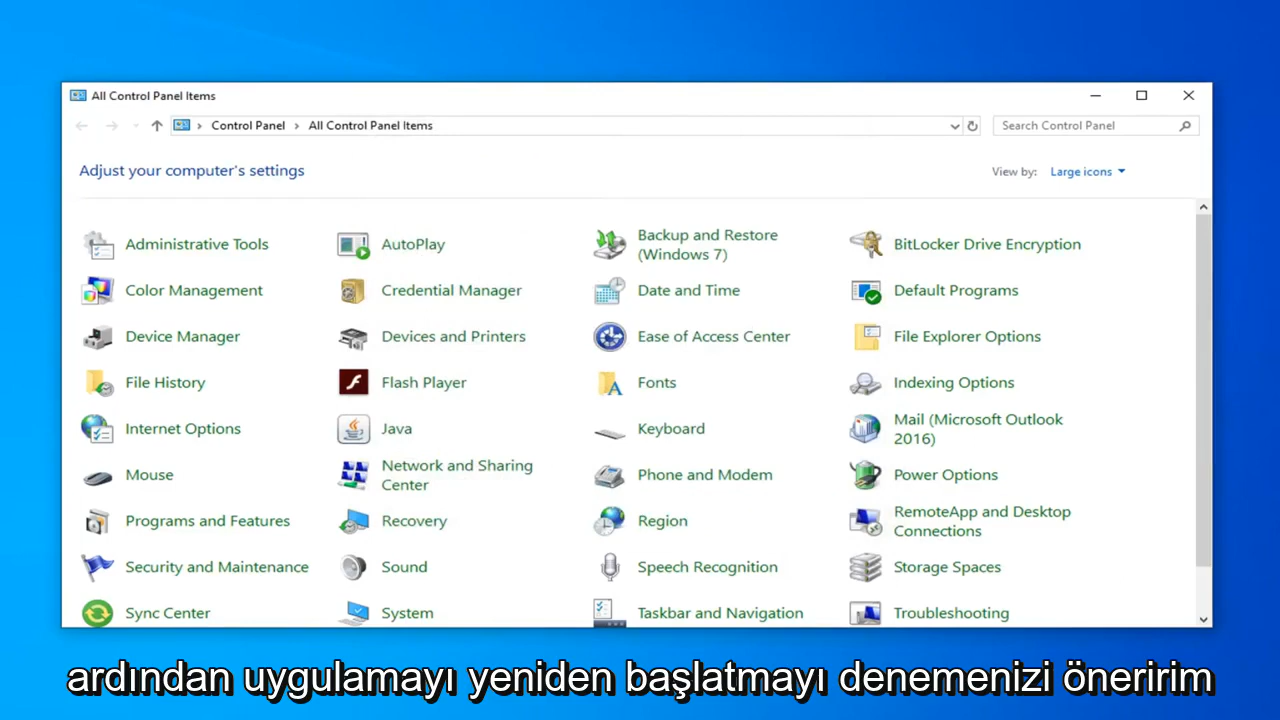 All Control Panel Items
Control Panel > All Control Panel Items
Search Control Panel
Adjust your computer's settings
View by: Large icons
Administrative Tools
AutoPlay
Backup and Restore
(Windows 7)
BitLocker Drive Encryption
Color Management
Credential Manager
Date and Time
Default Programs
Device Manager
Devices and Printers
Ease of Access Center
File Explorer Options
File History
Flash Player
Fonts
Indexing Options
Internet Options
Java
Keyboard
Mail (Microsoft Outlook
2016)
Mouse
Network and Sharing
Center
Phone and Modem
Power Options
Programs and Features
Recovery
Region
RemoteApp and Desktop
Connections
Security and Maintenance
Sound
Speech Recognition
Storage Spaces
Sync Center
System
Taskbar and Navigation
Troubleshooting
ardından uygulamayı yeniden başlatmayı denemenizi öneririm